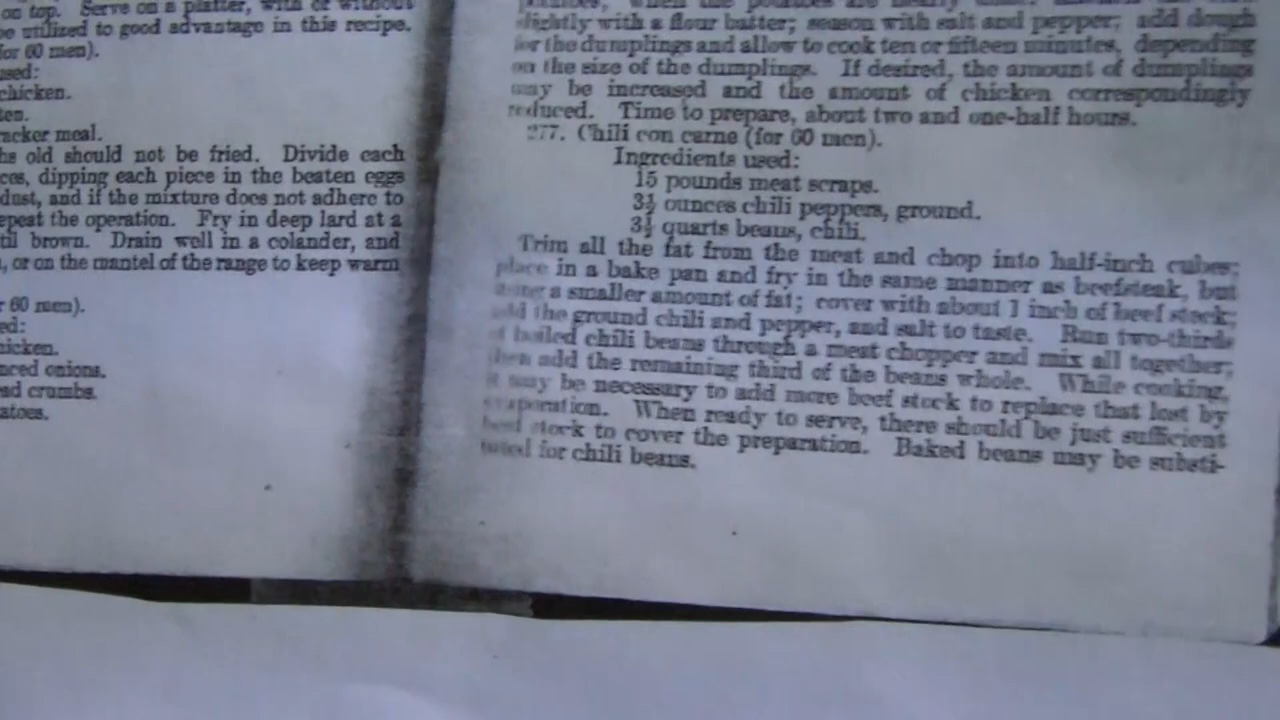 on top. Serve on a platter, with or without
be utilized to good advantage in this recipe.
for 60 men).
used:
chicken.
racker meal.
he old should not be fried. Divide each
ces, dipping each piece in the beaten eggs
dust, and if the mixture does not adhere to
epeat the operation. Fry in deep lard at a
til brown. Drain well in a colander, and
, or on the mantel of the range to keep warm
r 60 men).
ed:
hicken.
nced onions.
ad crumbs.
atoes.
slightly with a flour batter; season with salt and pepper; add dough
for the dumplings and allow to cook ten or fifteen minutes, depending
on the size of the dumplings. If desired, the amount of dumplings
may be increased and the amount of chicken correspondingly
reduced. Time to prepare, about two and one-half hours.
277. Chili con carne (for 60 men).
Ingredients used:
15 pounds meat scraps.
3½ ounces chili peppers, ground.
3½ quarts beans, chili.
Trim all the fat from the meat and chop into half-inch cubes;
place in a bake pan and fry in the same manner as beefsteak, but
using a smaller amount of fat; cover with about 1 inch of beef stock;
add the ground chili and pepper, and salt to taste. Run two-thirds
of boiled chili beans through a meat chopper and mix all together;
then add the remaining third of the beans whole. While cooking,
it may be necessary to add more beef stock to replace that lost by
evaporation. When ready to serve, there should be just sufficient
beef stock to cover the preparation. Baked beans may be substi-
tuted for chili beans.